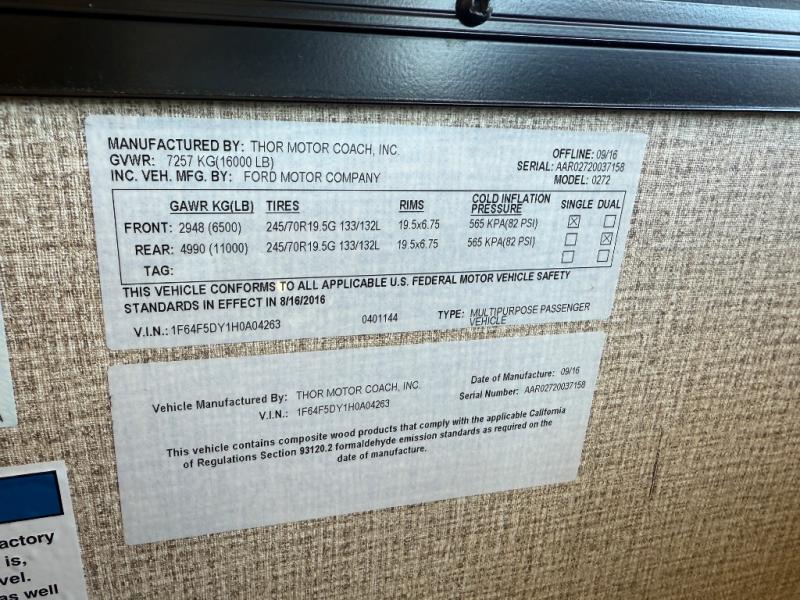 MANUFACTURED BY: THOR MOTOR COACH, INC.
OFFLINE: 09/16
GVWR: 7257 KG(16000 LB)
SERIAL: AAR02720037158
INC. VEH. MFG. BY: FORD MOTOR COMPANY
MODEL: 0272
GAWR KG(LB) TIRES RIMS COLD INFLATION PRESSURE SINGLE DUAL
FRONT: 2948 (6500) 245/70R19.5G 133/132L 19.5x6.75 565 KPA(82 PSI)
REAR: 4990 (11000) 245/70R19.5G 133/132L 19.5x6.75 565 KPA(82 PSI)
TAG:
THIS VEHICLE CONFORMS TO ALL APPLICABLE U.S. FEDERAL MOTOR VEHICLE SAFETY
STANDARDS IN EFFECT IN 8/16/2016
V.I.N.: 1F64F5DY1H0A04263 0401144 TYPE: MULTIPURPOSE PASSENGER
VEHICLE
Vehicle Manufactured By: THOR MOTOR COACH, INC. Date of Manufacture: 09/16
V.I.N.: 1F64F5DY1H0A04263 Serial Number: AAR02720037158
This vehicle contains composite wood products that comply with the applicable California
of Regulations Section 93120.2 formaldehyde emission standards as required on the
date of manufacture.
actory
is,
vel.
as well